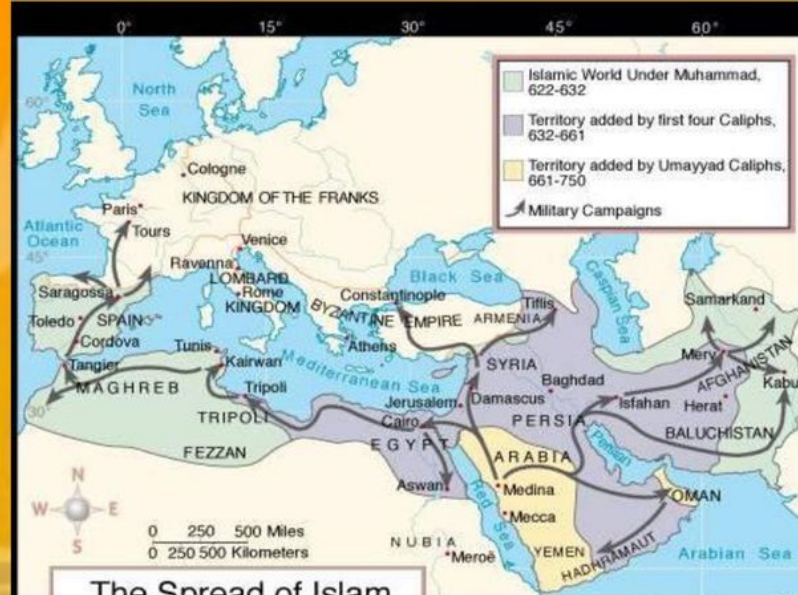 0°
15°
30°
45°
60°
Islamic World Under Muhammad,
622-632
Territory added by first four Caliphs,
632-661
Territory added by Umayyad Caliphs,
661-750
Military Campaigns
North
Sea
60°
Cologne
KINGDOM OF THE FRANKS
Paris
Tours
Atlantic
Ocean
45°
Venice
Ravenna
LOMBARD
Rome
KINGDOM
Black Sea
Caspian Sea
Constantinople
BYZANTINE EMPIRE
Tiflis
ARMENIA
Samarkand
Saragossa
Toledo
SPAIN
Cordova
Tangier
MAGHREB
Tunis
Kairwan
Athens
Mediterranean Sea
SYRIA
Merv
AFGHANISTAN
Kabu
Tripoli
TRIPOLI
30°
FEZZAN
Jerusalem
Damascus
Baghdad
Isfahan
Herat
PERSIA
BALUCHISTAN
Cairo
EGYPT
Persian
ARABIA
Aswan
Medina
OMAN
Mecca
Red Sea
N
W E
S
0 250 500 Miles
0 250 500 Kilometers
NUBIA
Meroë
YEMEN
HADHRAMAUT
Arabian Sea
The Spread of Islam